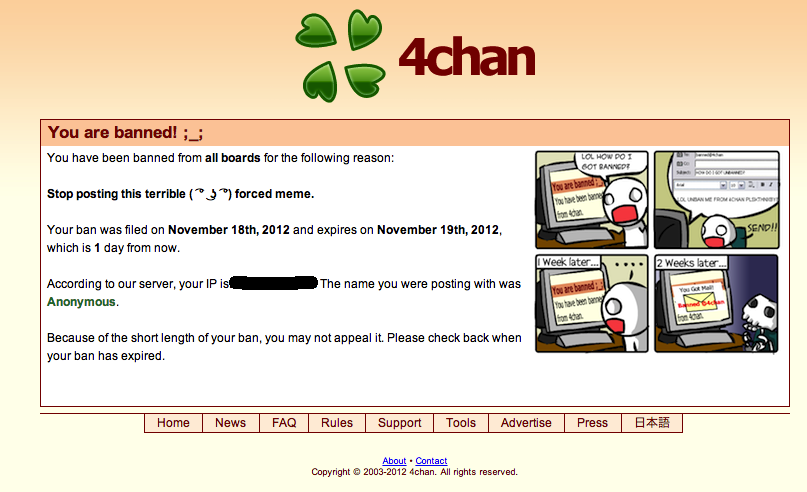 4chan
You are banned! ;_;
You have been banned from all boards for the following reason:
Stop posting this terrible ( ͡° ͜ʖ ͡°) forced meme.
Your ban was filed on November 18th, 2012 and expires on November 19th, 2012,
which is 1 day from now.
According to our server, your IP is The name you were posting with was
Anonymous.
Because of the short length of your ban, you may not appeal it. Please check back when
your ban has expired.
LOL HOW DO I
GOT BANNED?
You are banned! ;_;
You have been banned
from 4chan.
banned@4chan
Subject: HOW DO I GOT UNBANNED?
Arial
LOL UNBAN ME FROM 4CHAN PLZKTHNXBY!
SEND!!
1 Week later...
....
You are banned! ;_;
You have been banned
from 4chan.
2 Weeks later...
You Got Mail!
Banned @4chan
Home
News
FAQ
Rules
Support
Tools
Advertise
Press
日本語
About • Contact
Copyright © 2003-2012 4chan. All rights reserved.